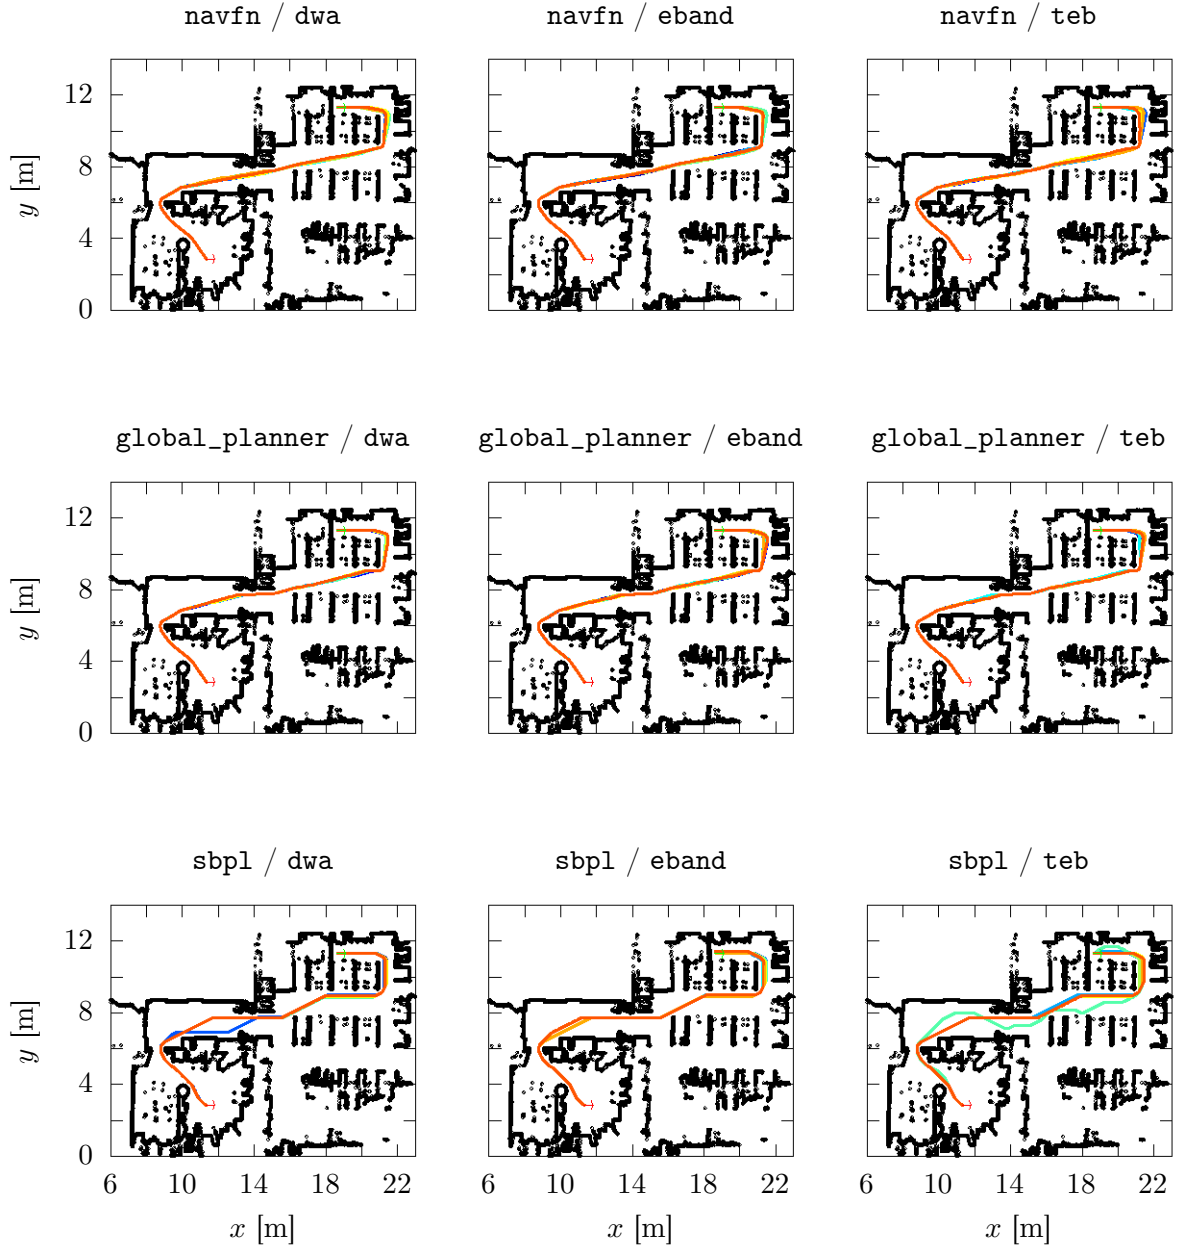 navfn / dwa
navfn / eband
navfn / teb
12
8
4
0
y [m]
global_planner / dwa
global_planner / eband
global_planner / teb
12
8
4
0
y [m]
sbpl / dwa
sbpl / eband
sbpl / teb
12
8
4
0
y [m]
6 10 14 18 22
6 10 14 18 22
6 10 14 18 22
x [m]
x [m]
x [m]